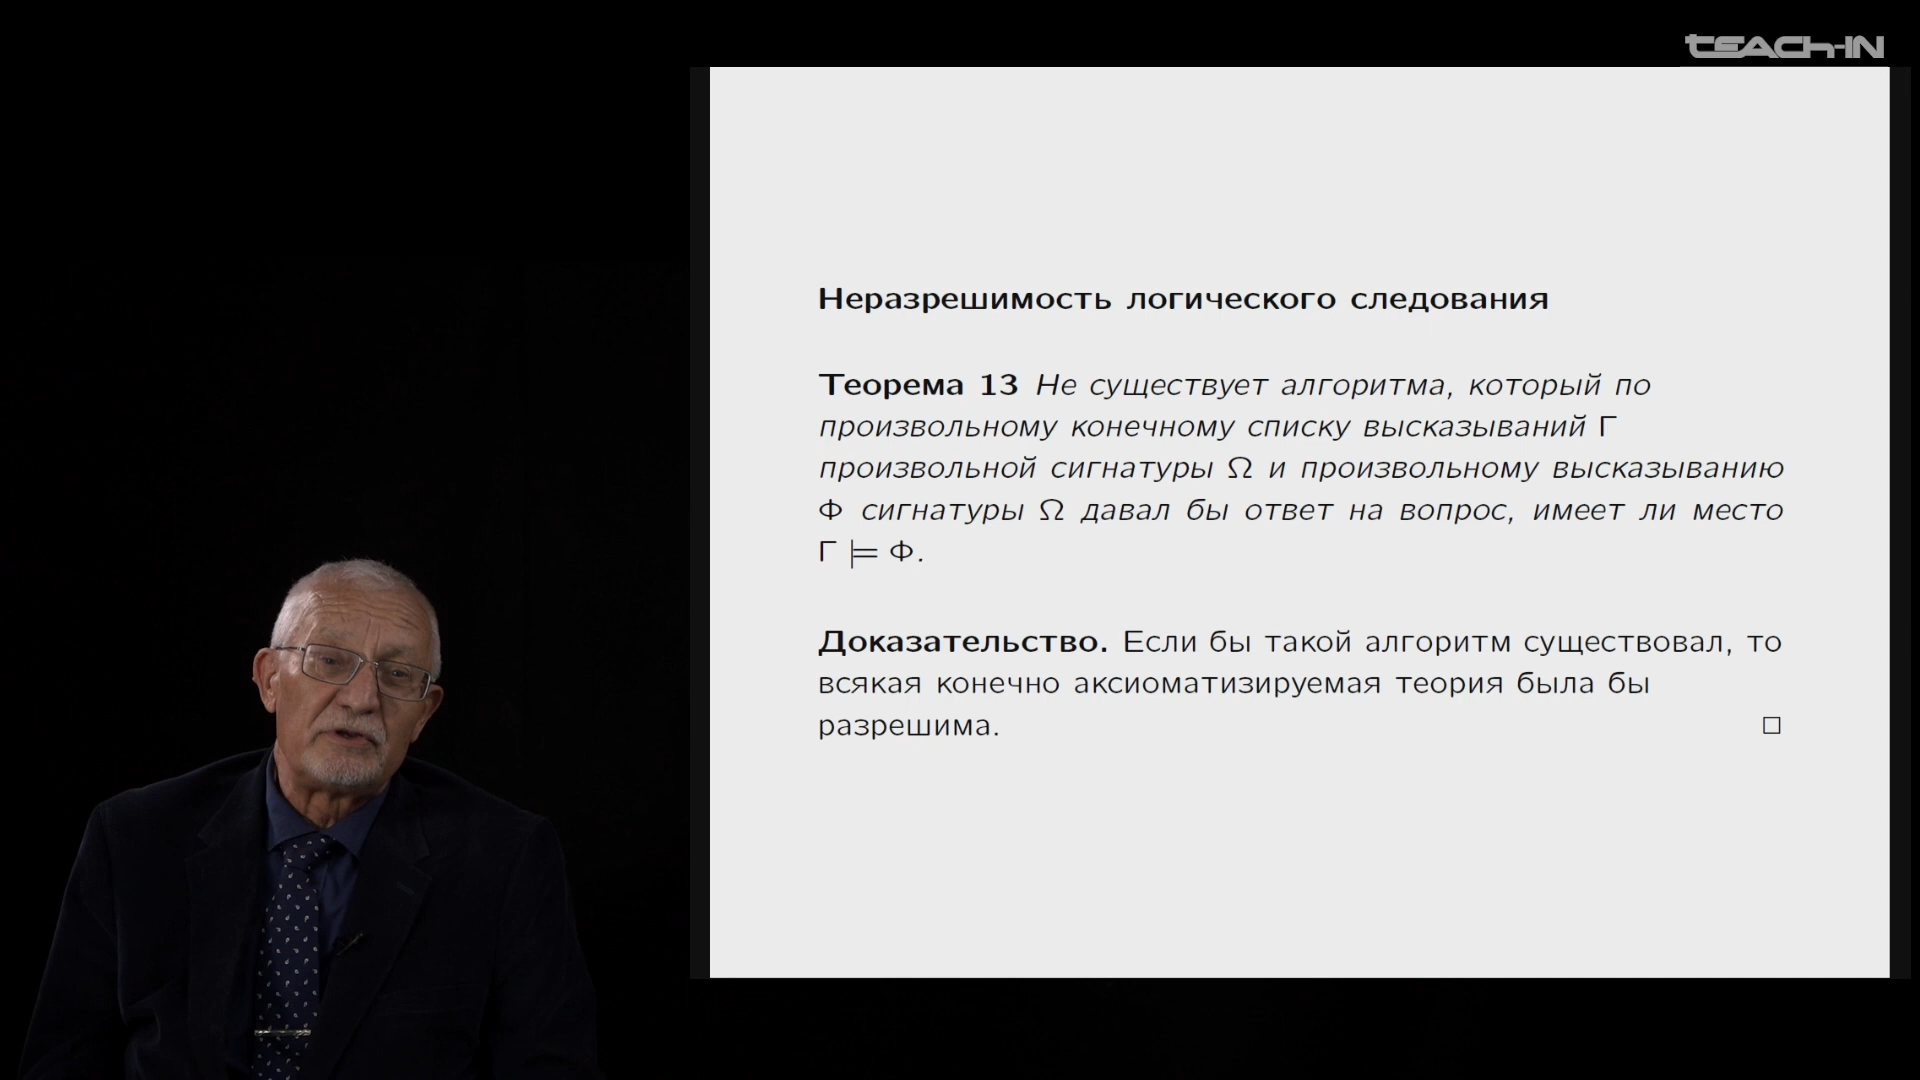 teach-in
Неразрешимость логического следования
Теорема 13 Не существует алгоритма, который по
произвольному конечному списку высказываний Γ
произвольной сигнатуры Ω и произвольному высказыванию
Φ сигнатуры Ω давал бы ответ на вопрос, имеет ли место
Γ ⊨ Φ.
Доказательство. Если бы такой алгоритм существовал, то
всякая конечно аксиоматизируемая теория была бы
разрешима. □